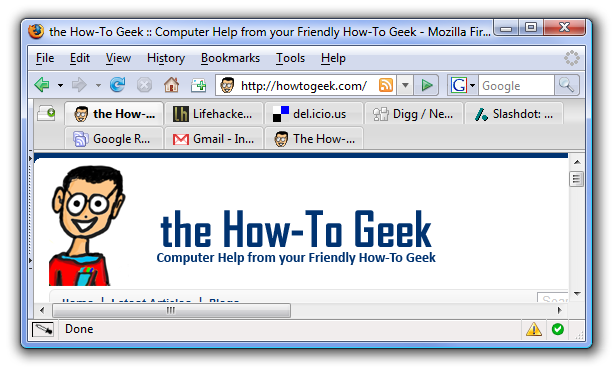 the How-To Geek :: Computer Help from your Friendly How-To Geek - Mozilla Fir...
File Edit View History Bookmarks Tools Help
http://howtogeek.com/ G Google
the How-... lh Lifehacke... del.icio.us Digg / Ne... Slashdot: ...
Google R... Gmail - In... The How-...
the How-To Geek
Computer Help from your Friendly How-To Geek
Home | Latest Articles | Blogs
Done